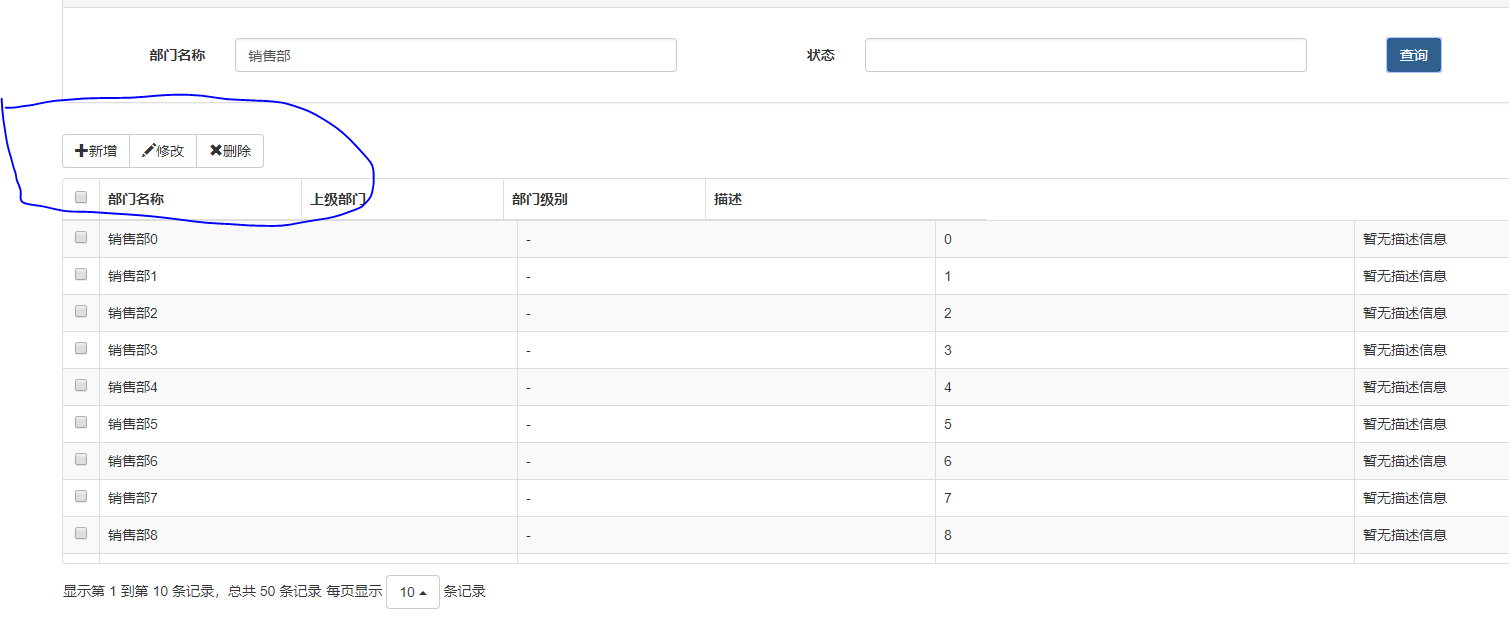 部门名称 销售部 状态 查询
新增 修改 删除
部门名称 上级部门 部门级别 描述
销售部0 - 0 暂无描述信息
销售部1 - 1 暂无描述信息
销售部2 - 2 暂无描述信息
销售部3 - 3 暂无描述信息
销售部4 - 4 暂无描述信息
销售部5 - 5 暂无描述信息
销售部6 - 6 暂无描述信息
销售部7 - 7 暂无描述信息
销售部8 - 8 暂无描述信息
显示第 1 到第 10 条记录，总共 50 条记录 每页显示 10 条记录